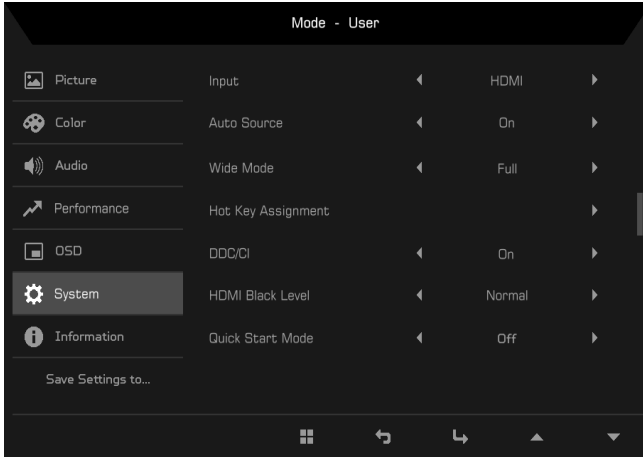 Mode - User
Picture
Input HDMI
Color
Auto Source On
Audio
Wide Mode Full
Performance
Hot Key Assignment
OSD
DDC/CI On
System
HDMI Black Level Normal
Information
Quick Start Mode Off
Save Settings to...